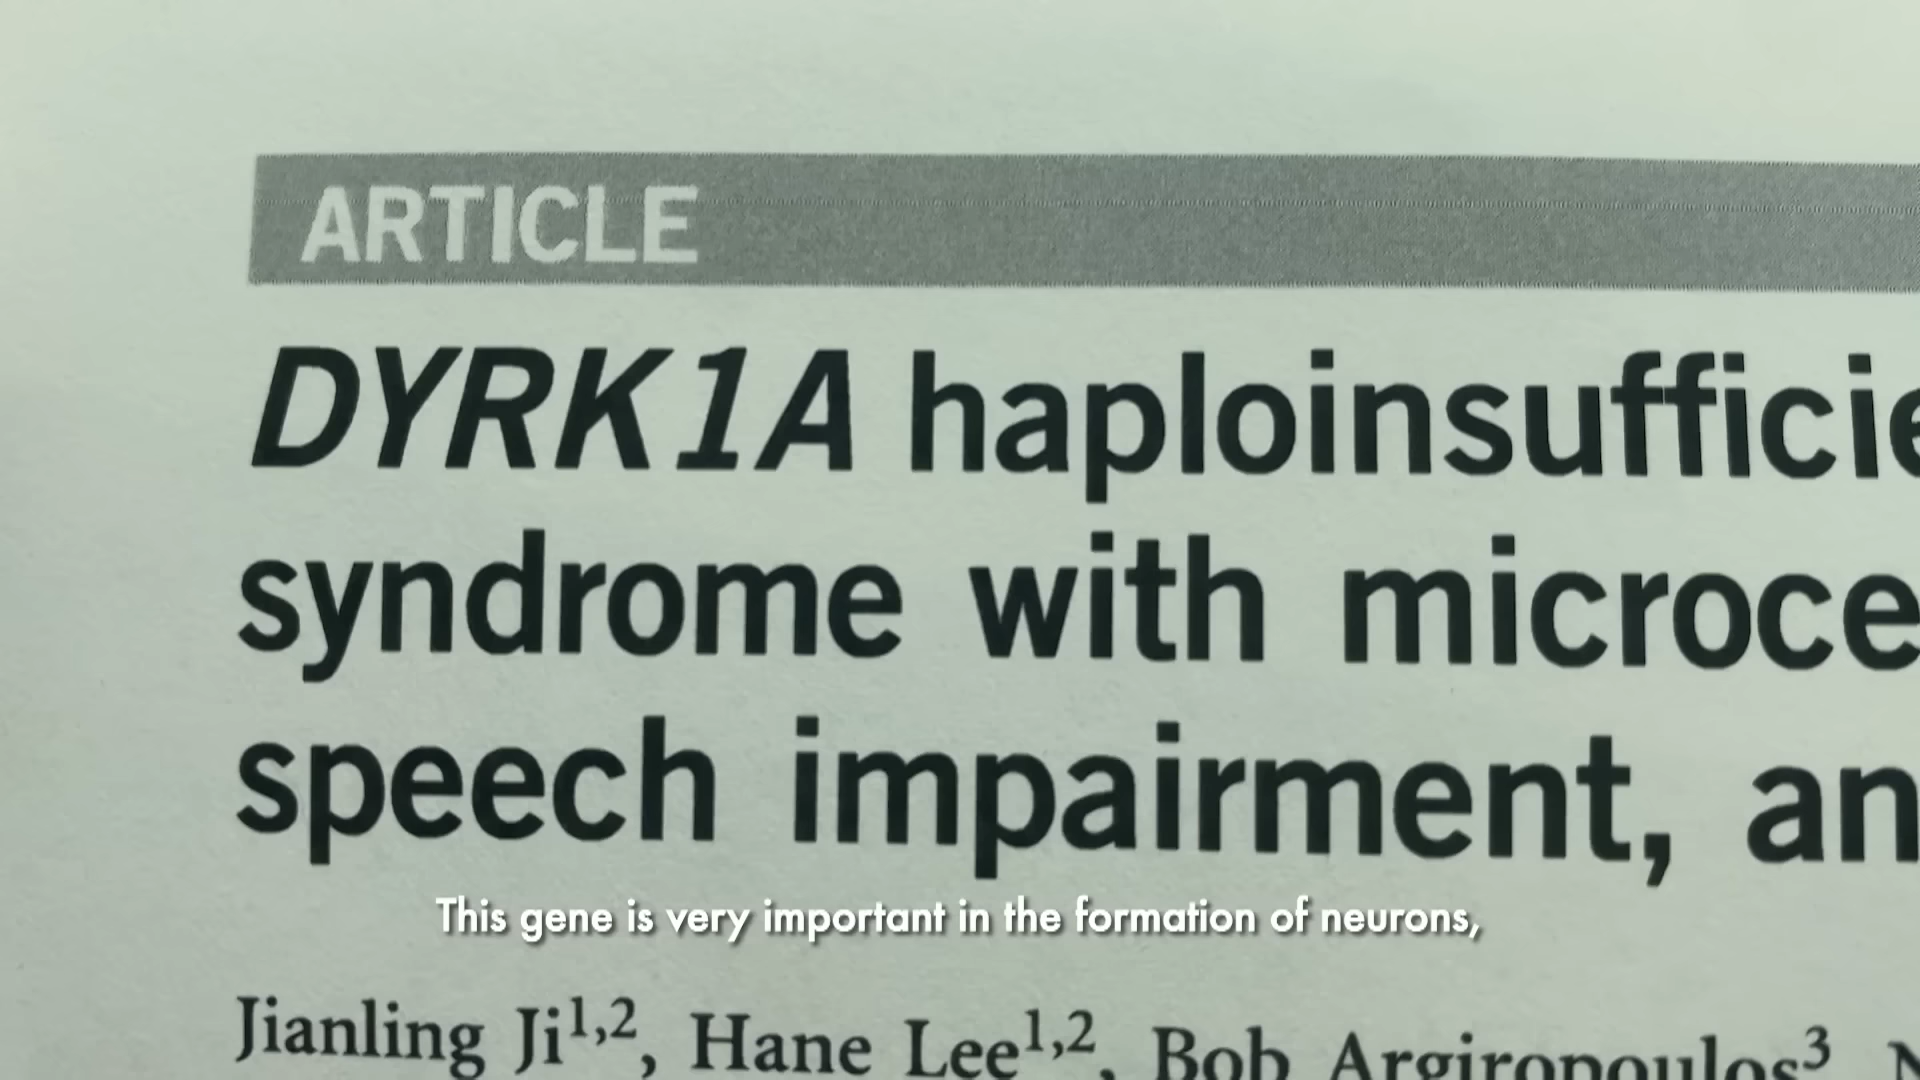 ARTICLE
DYRK1A haploinsufficie
syndrome with microce
speech impairment, an
This gene is very important in the formation of neurons,
Jianling Ji1,2, Hane Lee1,2, Bob Argiropoulos3